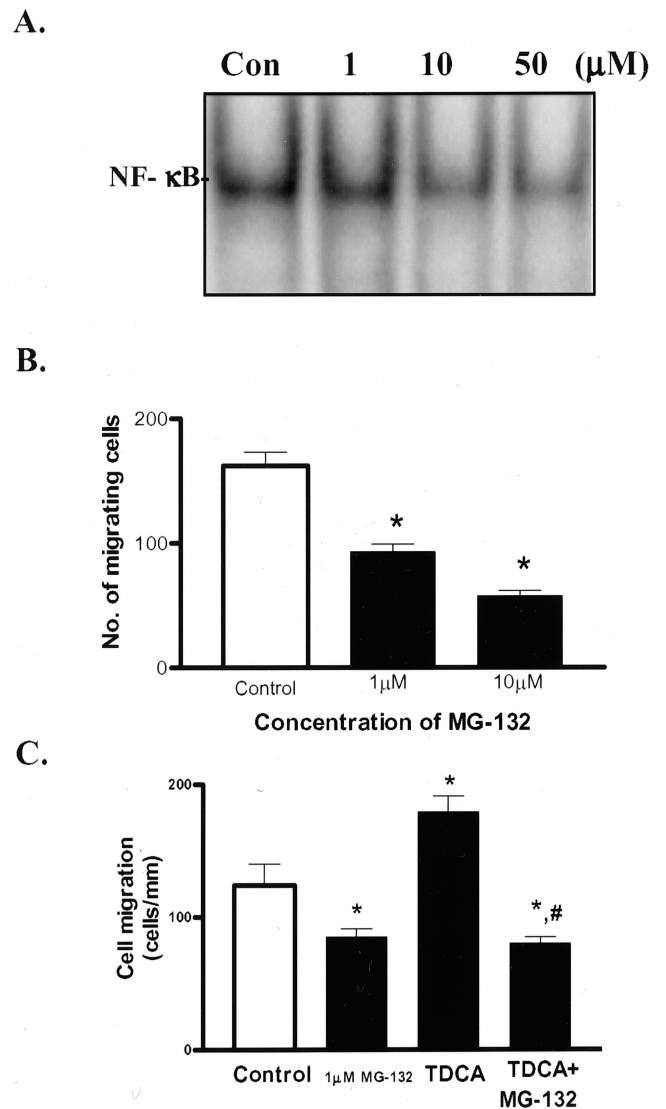 A.
Con 1 10 50 (μM)
NF- κB-
B.
200
100
0
No. of migrating cells
*
*
Control 1μM 10μM
Concentration of MG-132
C.
200
100
0
Cell migration
(cells/mm)
*
*
*,#
Control 1μM MG-132 TDCA TDCA+
MG-132